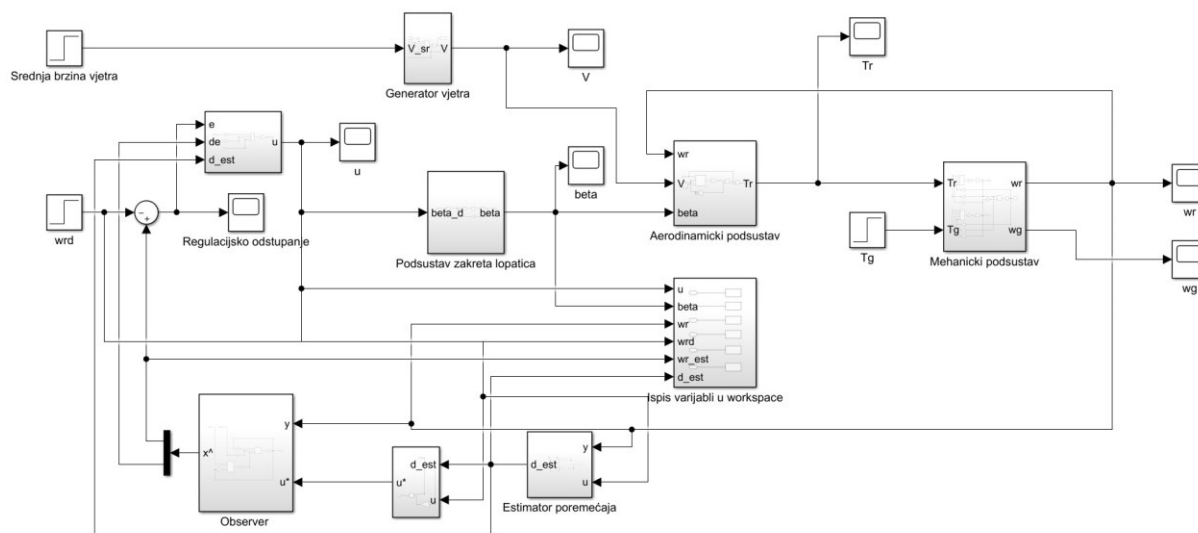 Srednja brzina vjetra
V_sr
V
Generator vjetra
V
Tr
e
de
d_est
u
u
wrd
Regulacijsko odstupanje
beta_d
beta
Podsustav zakreta lopatica
beta
wr
V
beta
Tr
Aerodinamicki podsustav
Tg
Tr
Tg
wr
wg
Mehanicki podsustav
wr
wg
u
beta
wr
wrd
wr_est
d_est
Ispis varijabli u workspace
x^
y
u*
Observer
u*
d_est
u
d_est
y
u
Estimator poremećaja